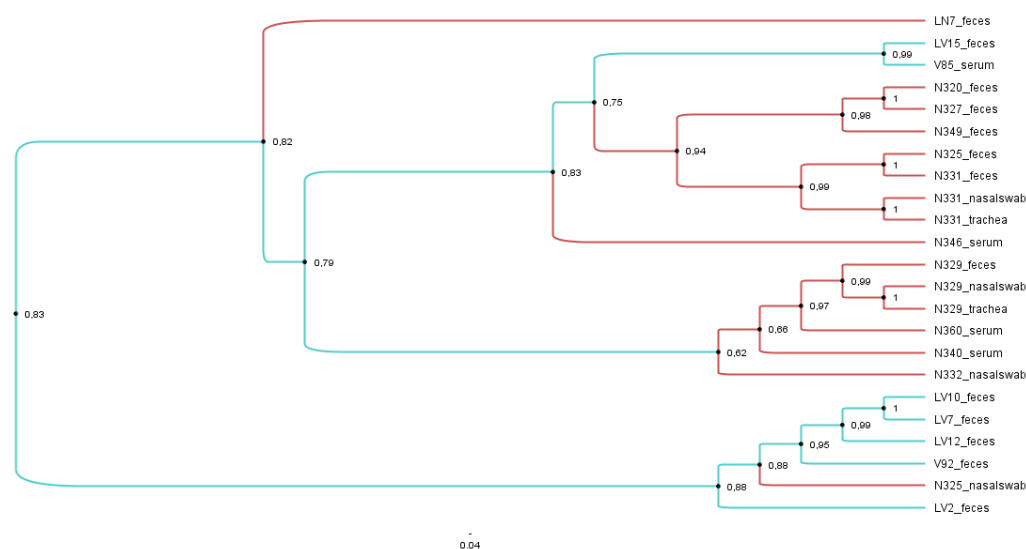 LN7_feces
LV15_feces
0,99
V85_serum
N320_feces
1
0,75
N327_feces
0,98
N349_feces
0,82
0,94
N325_feces
1
0,83
N331_feces
0,99
N331_nasalswab
1
N331_trachea
N346_serum
0,79
N329_feces
0,99
N329_nasalswab
1
0,97
N329_trachea
0,83
0,66
N360_serum
0,62
N340_serum
N332_nasalswab
LV10_feces
1
LV7_feces
0,99
LV12_feces
0,95
V92_feces
0,88
N325_nasalswab
0,88
LV2_feces
0.04